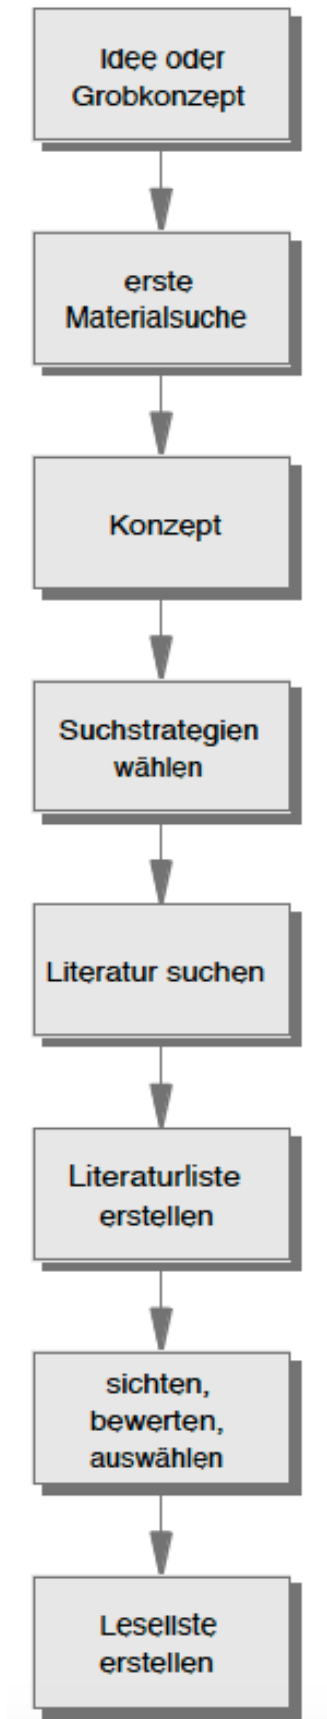 Idee oder
Grobkonzept
erste
Materialsuche
Konzept
Suchstrategien
wählen
Literatur suchen
Literaturliste
erstellen
sichten,
bewerten,
auswählen
Leseliste
erstellen